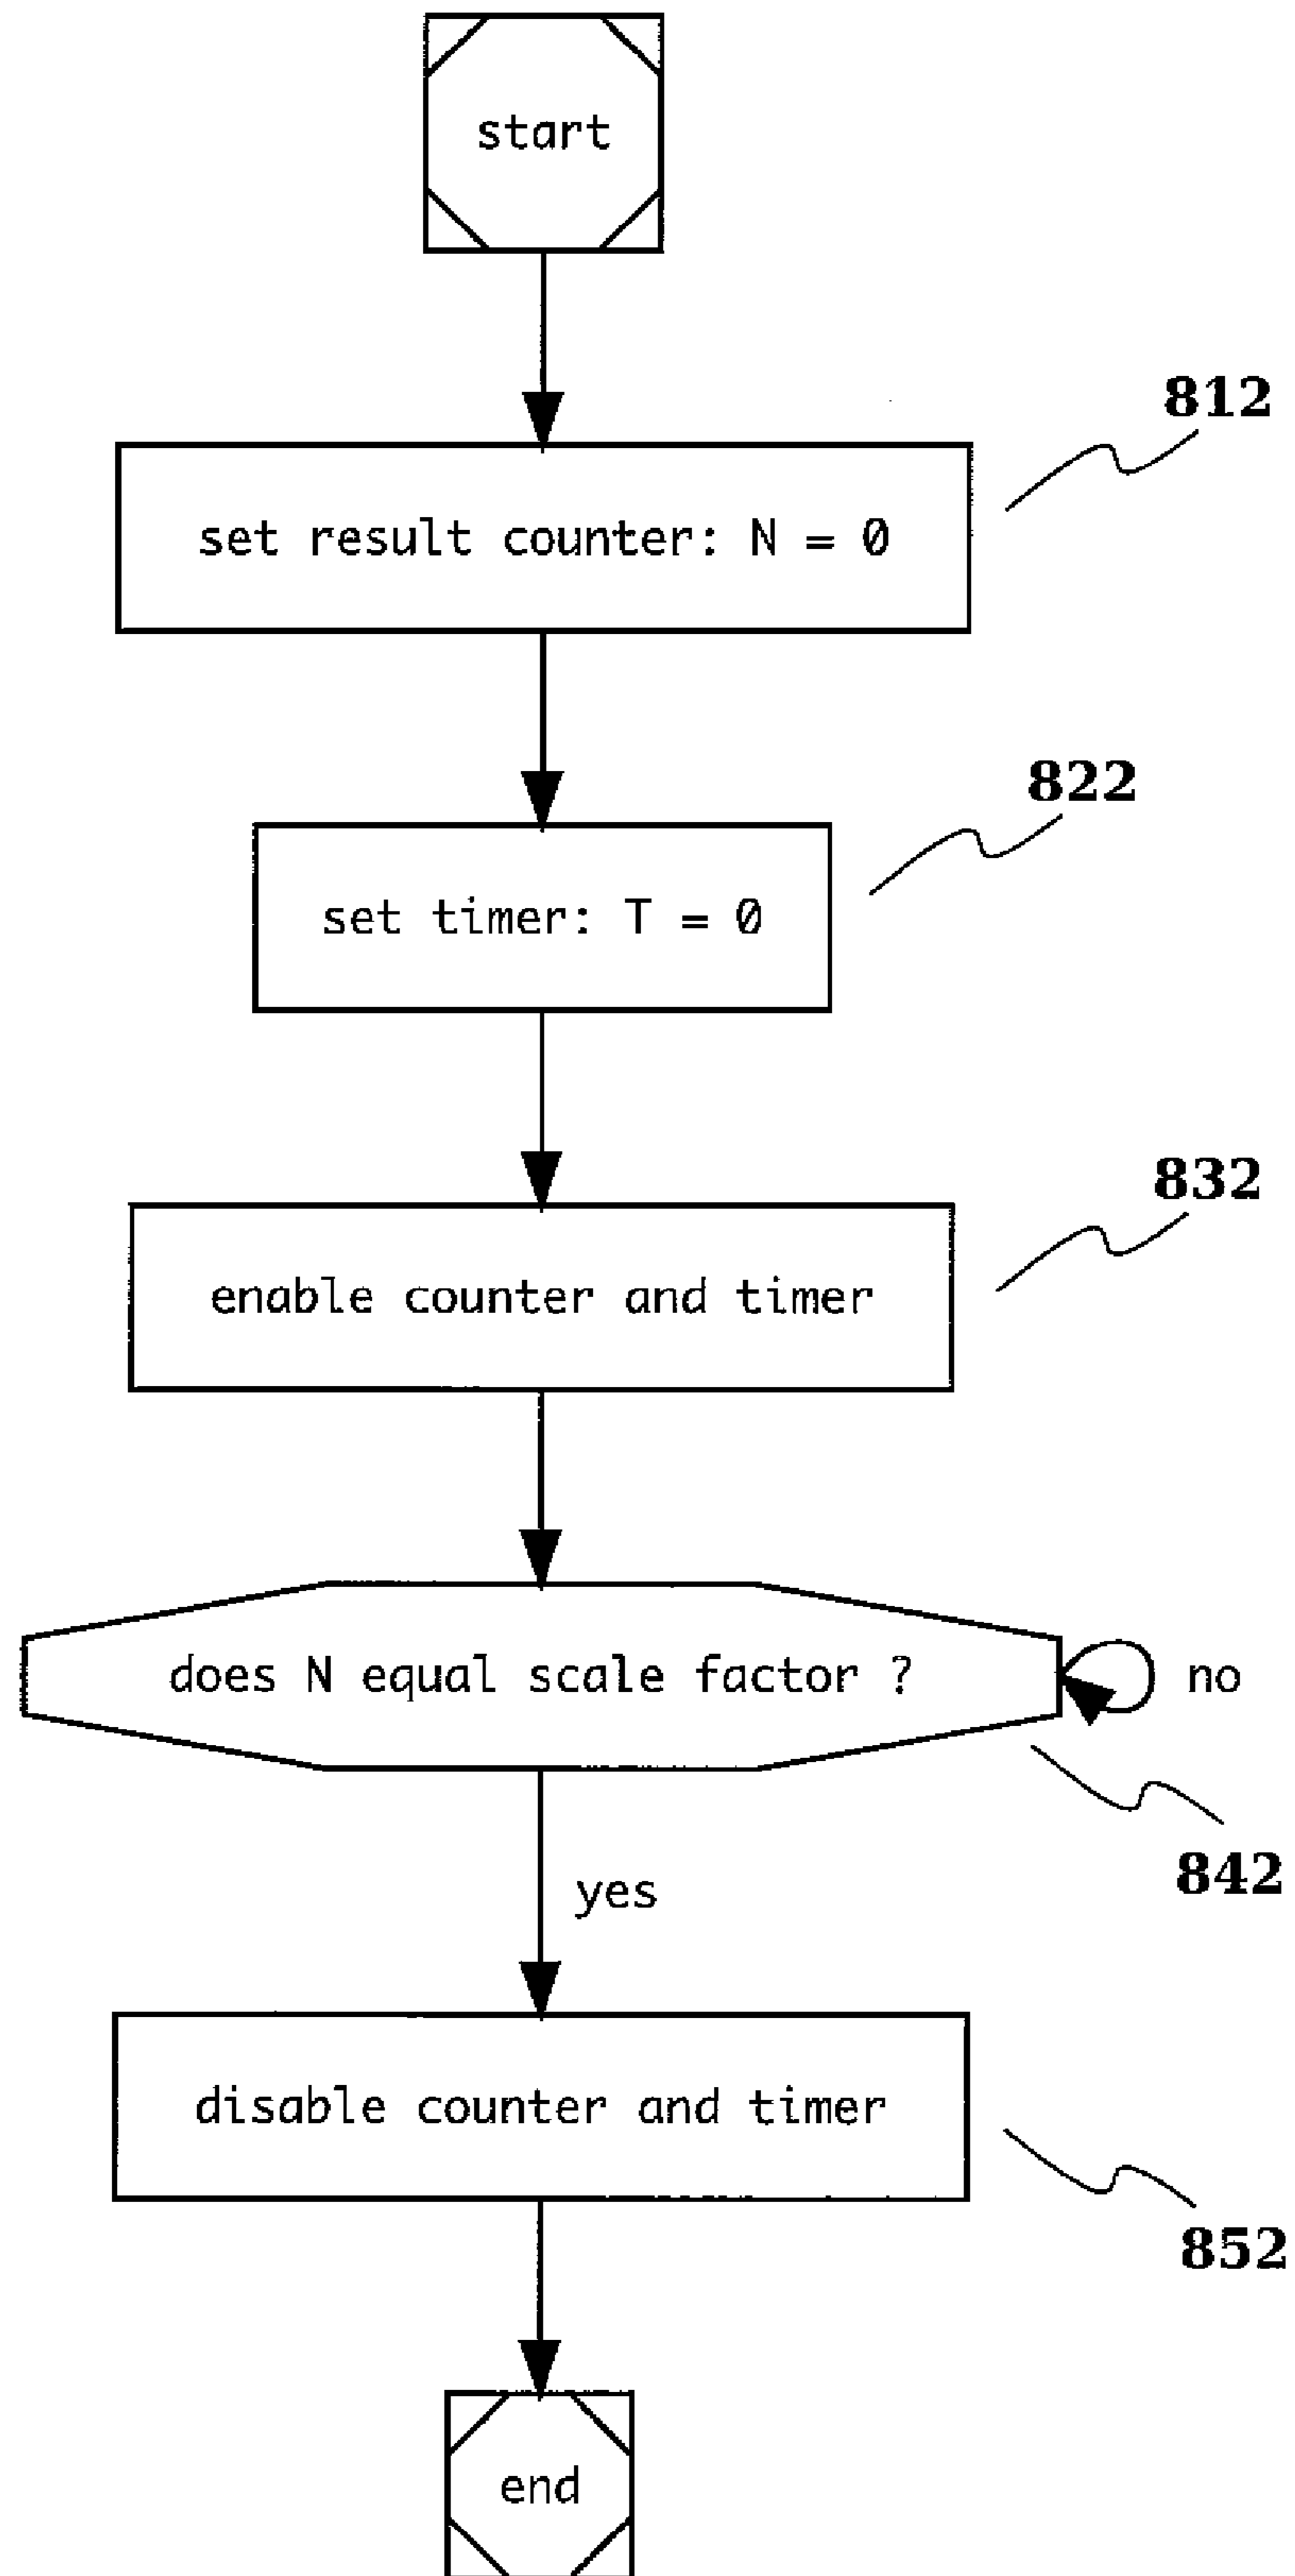 start
812
set result counter: N = 0
822
set timer: T = 0
832
enable counter and timer
does N equal scale factor ?
no
842
yes
disable counter and timer
852
end